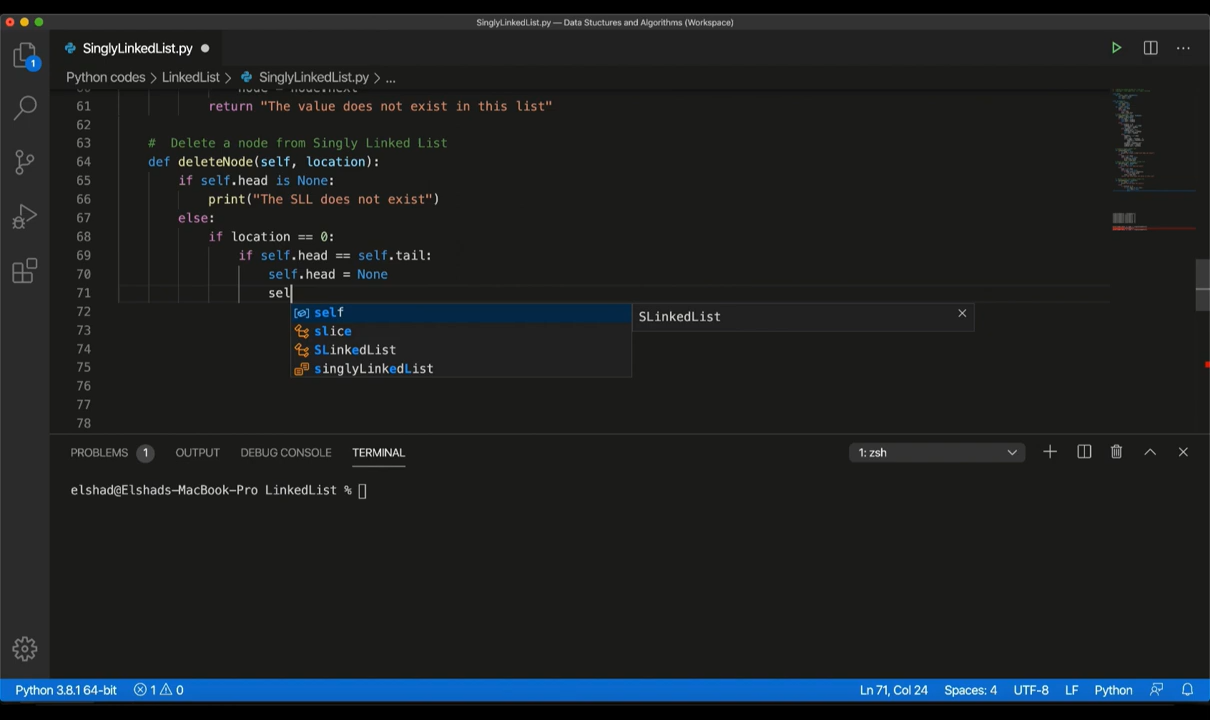 SinglyLinkedList.py — Data Stuctures and Algorithms (Workspace)
SinglyLinkedList.py
1
Python codes > LinkedList > SinglyLinkedList.py > ...
60 node = node.next
61 return "The value does not exist in this list"
62
63 # Delete a node from Singly Linked List
64 def deleteNode(self, location):
65 if self.head is None:
66 print("The SLL does not exist")
67 else:
68 if location == 0:
69 if self.head == self.tail:
70 self.head = None
71 sel
72 self SLinkedList
73 slice
74 SLinkedList
75 singlyLinkedList
76
77
78
PROBLEMS 1 OUTPUT DEBUG CONSOLE TERMINAL 1: zsh
elshad@Elshads-MacBook-Pro LinkedList %
Python 3.8.1 64-bit 1 0 Ln 71, Col 24 Spaces: 4 UTF-8 LF Python